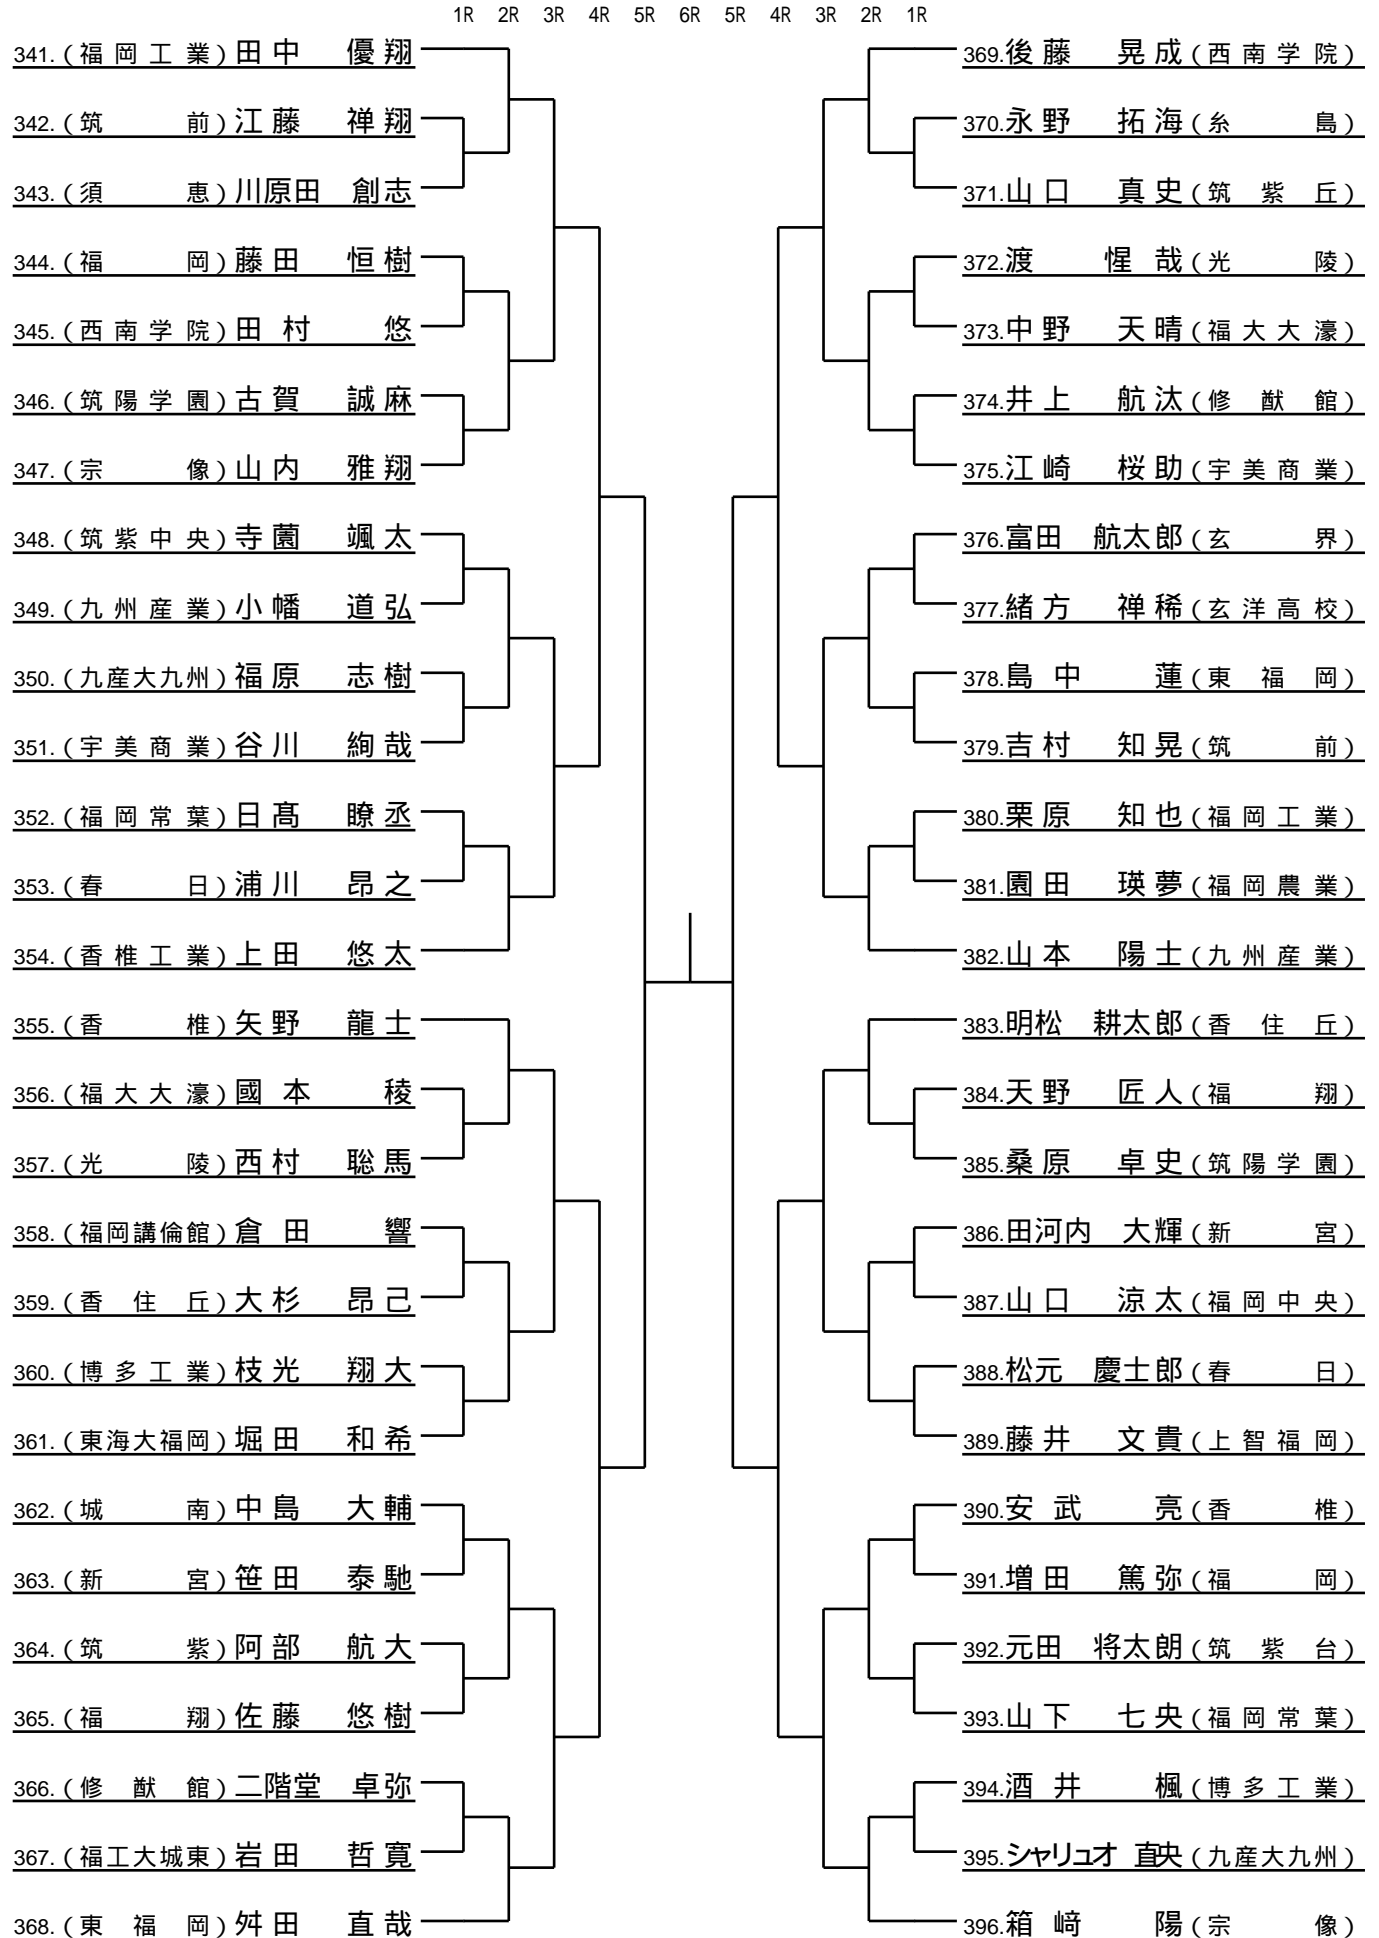 1R 2R 3R 4R 5R 6R 5R 4R 3R 2R 1R
341.(福岡工業)田中 優翔
342.(筑前)江藤 禅翔
343.(須恵)川原田 創志
344.(福岡)藤田 恒樹
345.(西南学院)田村 悠
346.(筑陽学園)古賀 誠麻
347.(宗像)山内 雅翔
348.(筑紫中央)寺薗 颯太
349.(九州産業)小幡 道弘
350.(九産大九州)福原 志樹
351.(宇美商業)谷川 絢哉
352.(福岡常葉)日髙 瞭丞
353.(春日)浦川 昂之
354.(香椎工業)上田 悠太
355.(香椎)矢野 龍士
356.(福大大濠)國本 稜
357.(光陵)西村 聡馬
358.(福岡講倫館)倉田 響
359.(香住丘)大杉 昂己
360.(博多工業)枝光 翔大
361.(東海大福岡)堀田 和希
362.(城南)中島 大輔
363.(新宮)笹田 泰馳
364.(筑紫)阿部 航大
365.(福翔)佐藤 悠樹
366.(修猷館)二階堂 卓弥
367.(福工大城東)岩田 哲寛
368.(東福岡)舛田 直哉
369.後藤 晃成(西南学院)
370.永野 拓海(糸島)
371.山口 真史(筑紫丘)
372.渡 惺哉(光陵)
373.中野 天晴(福大大濠)
374.井上 航汰(修猷館)
375.江崎 桜助(宇美商業)
376.富田 航太郎(玄界)
377.緒方 禅稀(玄洋高校)
378.島中 蓮(東福岡)
379.吉村 知晃(筑前)
380.栗原 知也(福岡工業)
381.園田 瑛夢(福岡農業)
382.山本 陽士(九州産業)
383.明松 耕太郎(香住丘)
384.天野 匠人(福翔)
385.桑原 卓史(筑陽学園)
386.田河内 大輝(新宮)
387.山口 涼太(福岡中央)
388.松元 慶士郎(春日)
389.藤井 文貴(上智福岡)
390.安武 亮(香椎)
391.増田 篤弥(福岡)
392.元田 将太朗(筑紫台)
393.山下 七央(福岡常葉)
394.酒井 楓(博多工業)
395.シャリュオ 直央(九産大九州)
396.箱﨑 陽(宗像)